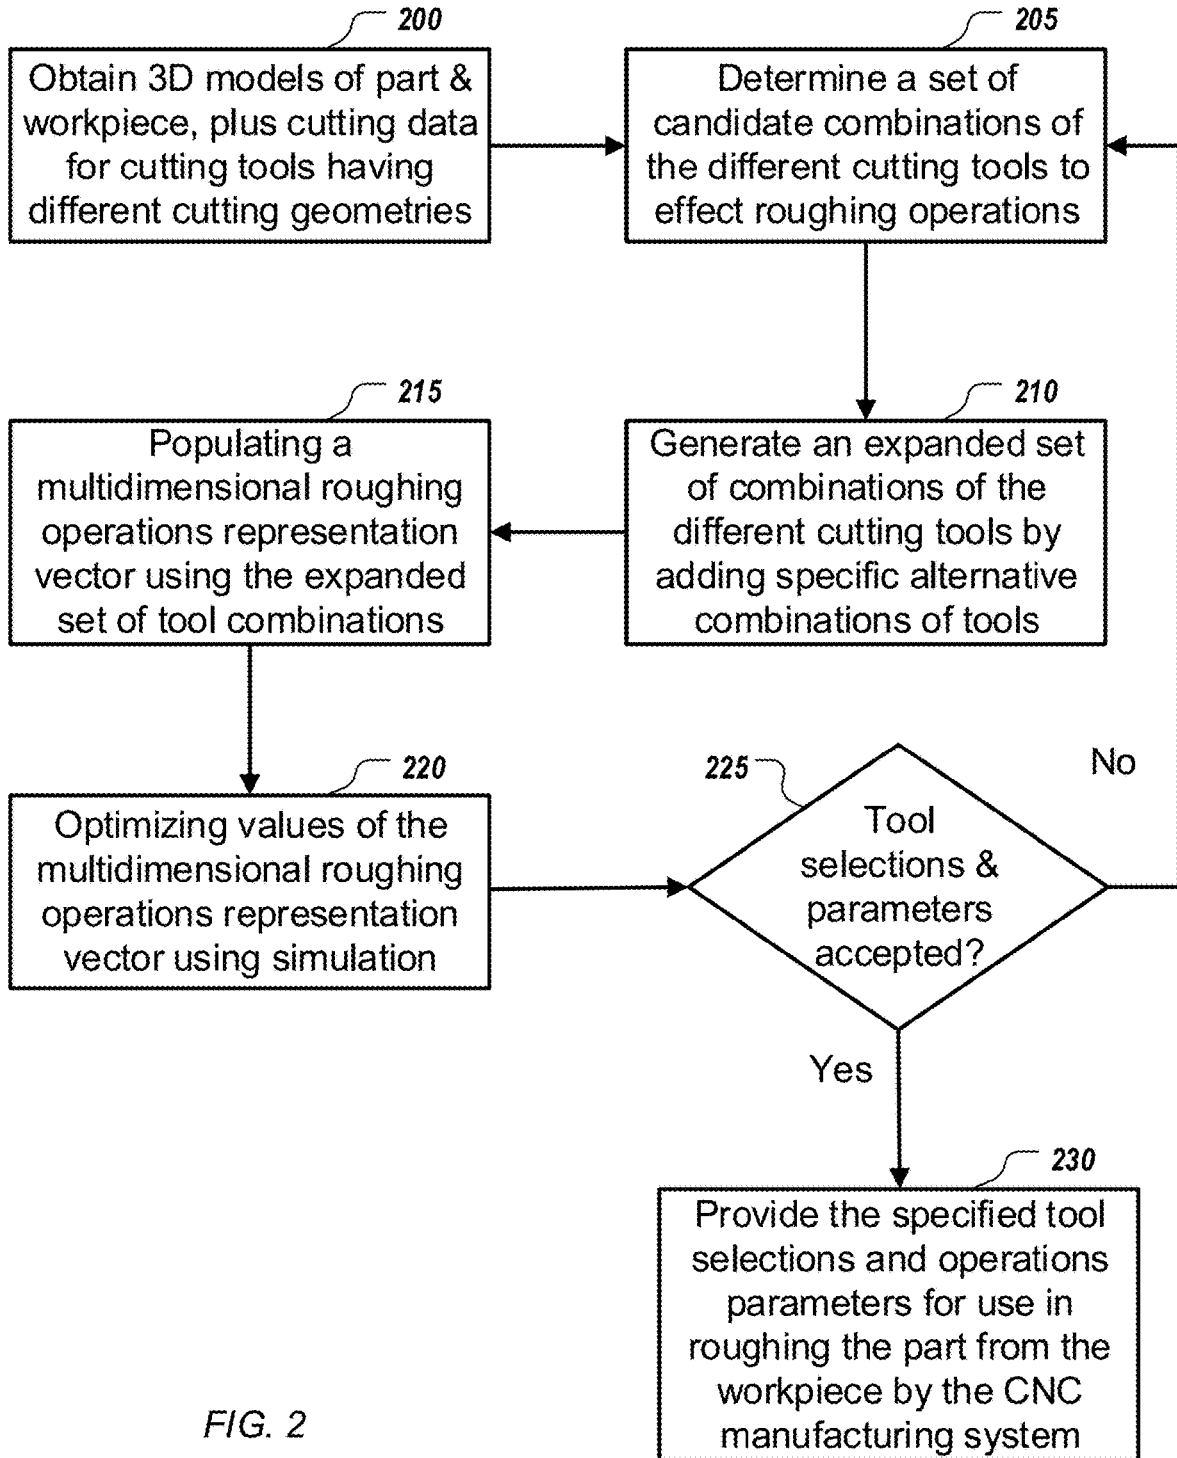 200
Obtain 3D models of part &
workpiece, plus cutting data
for cutting tools having
different cutting geometries
205
Determine a set of
candidate combinations of
the different cutting tools to
effect roughing operations
210
Generate an expanded set
of combinations of the
different cutting tools by
adding specific alternative
combinations of tools
215
Populating a
multidimensional roughing
operations representation
vector using the expanded
set of tool combinations
220
Optimizing values of the
multidimensional roughing
operations representation
vector using simulation
225
Tool
selections &
parameters
accepted?
No
Yes
230
Provide the specified tool
selections and operations
parameters for use in
roughing the part from the
workpiece by the CNC
manufacturing system
FIG. 2